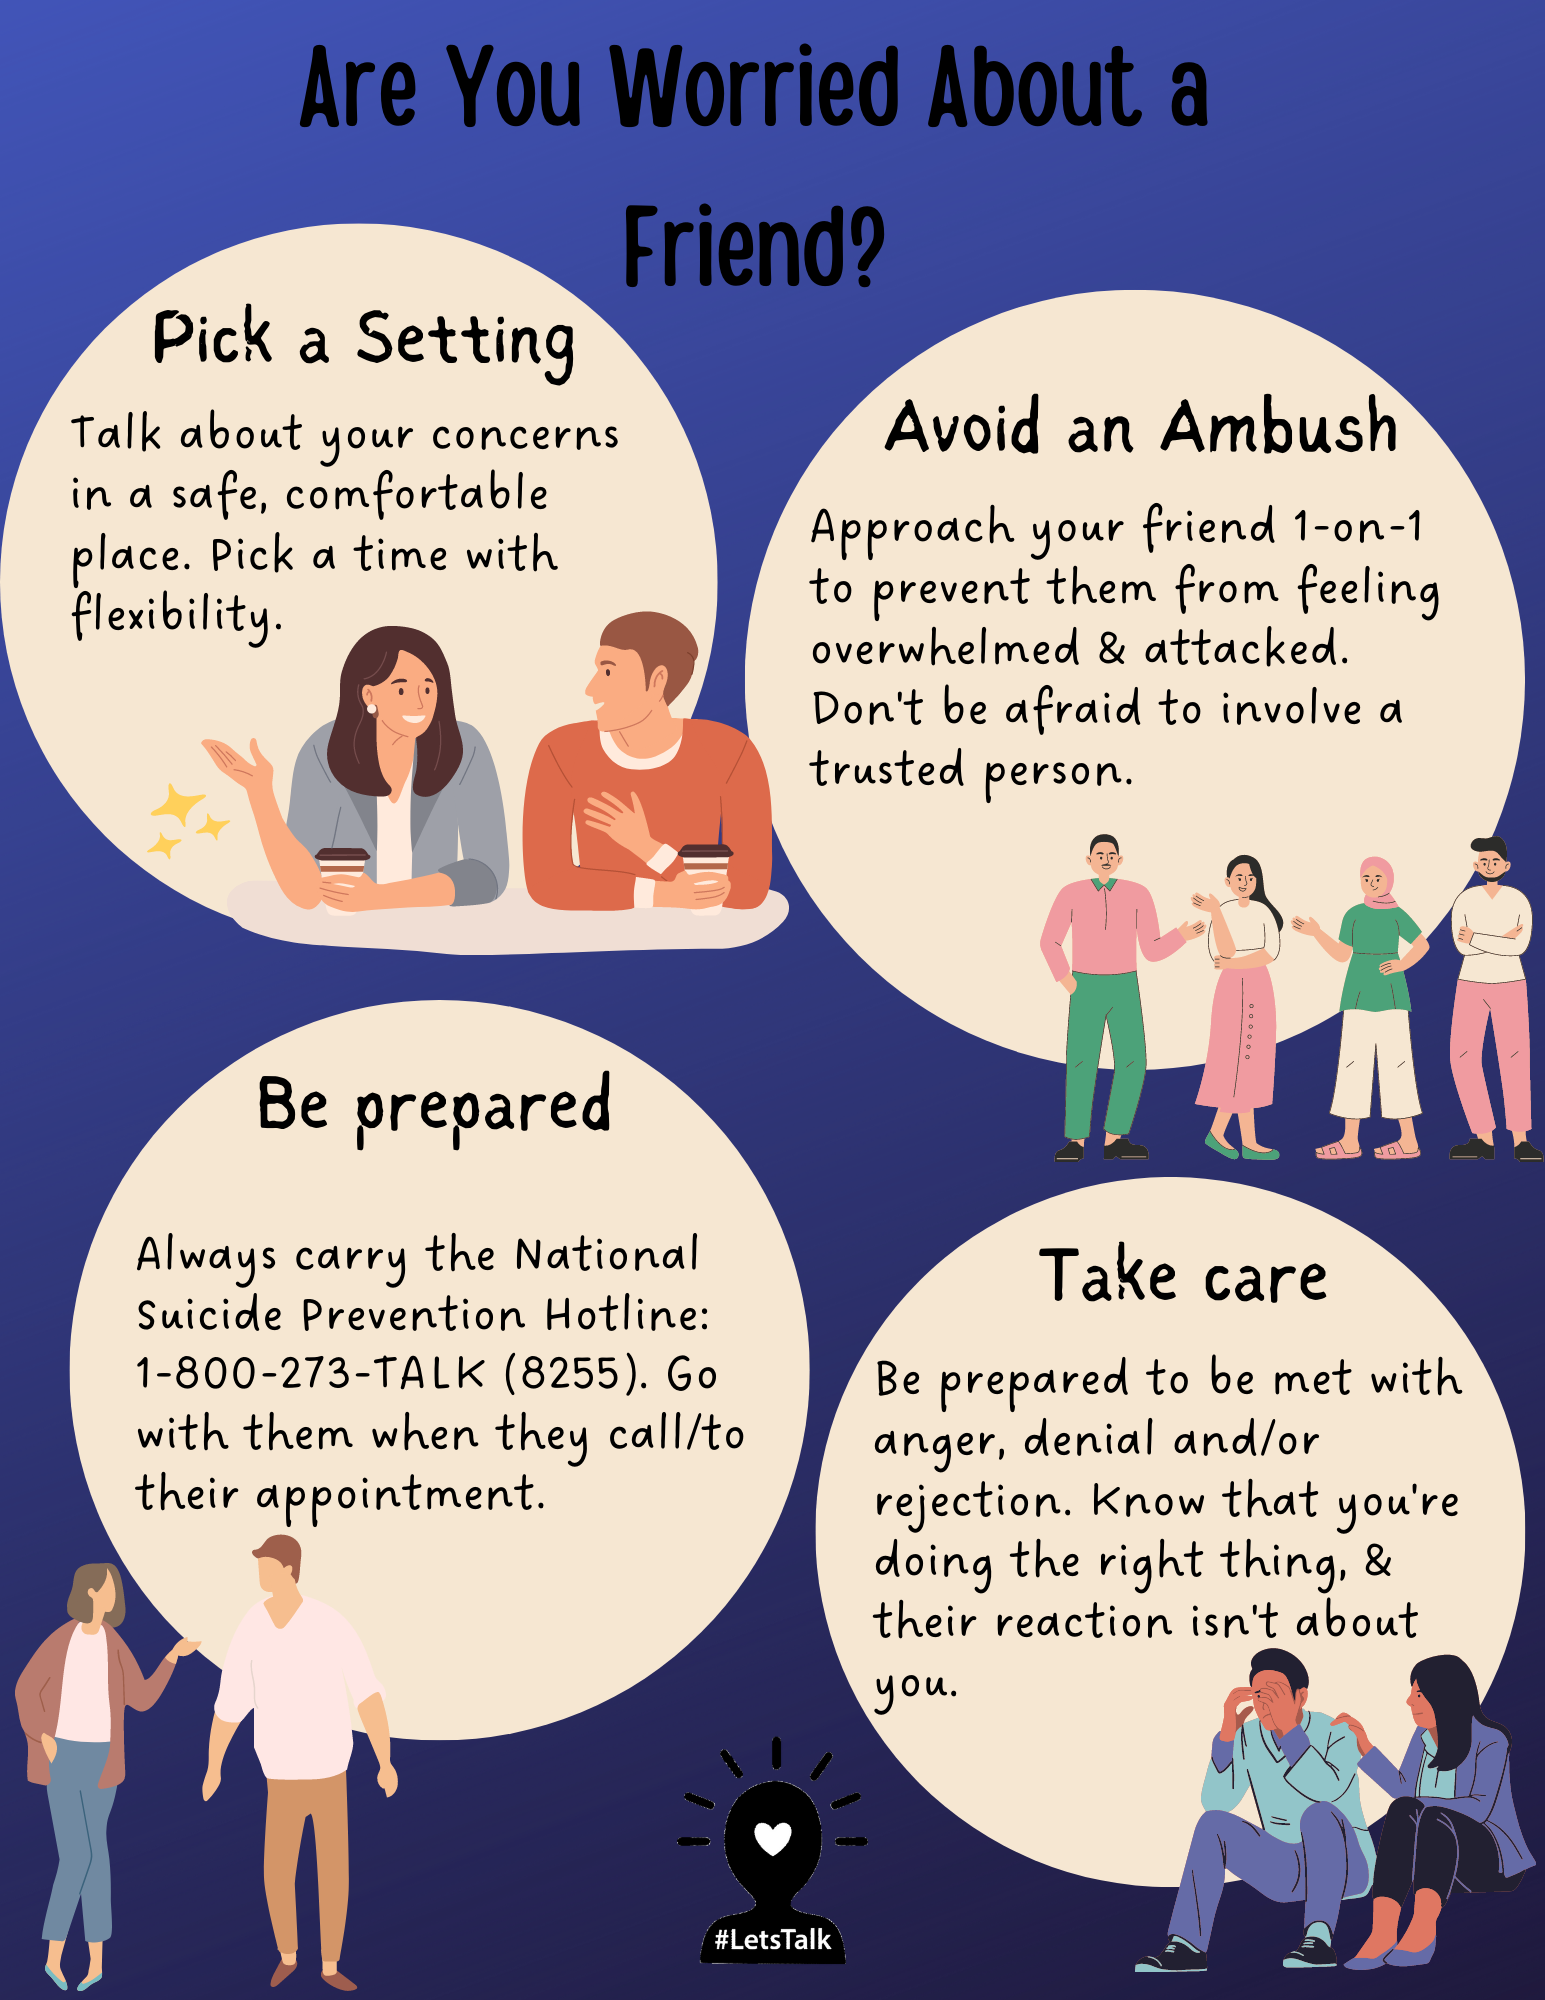 Are You Worried About a
Friend?
Pick a Setting
Talk about your concerns
in a safe, comfortable
place. Pick a time with
flexibility.
Avoid an Ambush
Approach your friend 1-on-1
to prevent them from feeling
overwhelmed & attacked.
Don't be afraid to involve a
trusted person.
Be prepared
Always carry the National
Suicide Prevention Hotline:
1-800-273-TALK (8255). Go
with them when they call/to
their appointment.
Take care
Be prepared to be met with
anger, denial and/or
rejection. Know that you're
doing the right thing, &
their reaction isn't about
you.
#LetsTalk